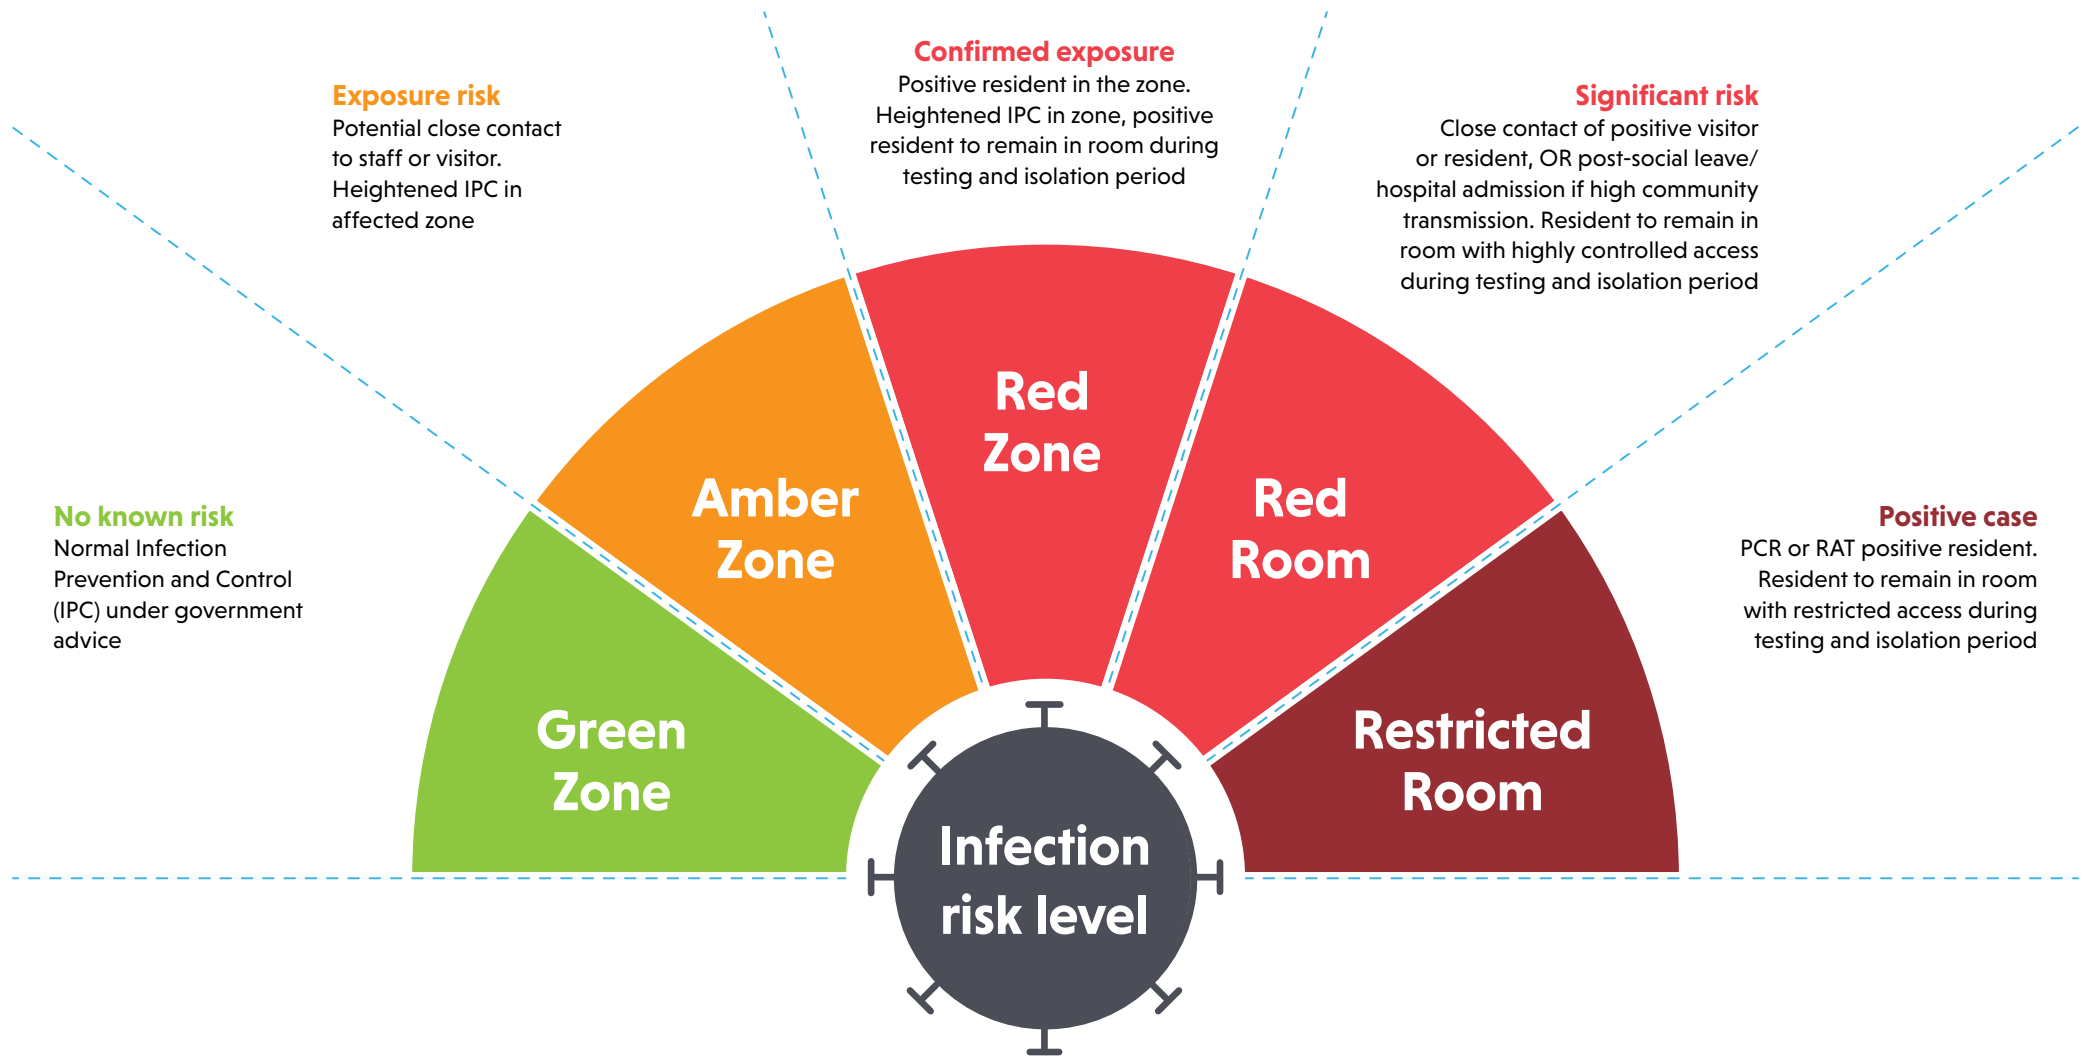 No known risk
Normal Infection
Prevention and Control
(IPC) under government
advice
Exposure risk
Potential close contact
to staff or visitor.
Heightened IPC in
affected zone
Confirmed exposure
Positive resident in the zone.
Heightened IPC in zone, positive
resident to remain in room during
testing and isolation period
Significant risk
Close contact of positive visitor
or resident, OR post-social leave/
hospital admission if high community
transmission. Resident to remain in
room with highly controlled access
during testing and isolation period
Positive case
PCR or RAT positive resident.
Resident to remain in room
with restricted access during
testing and isolation period
Green
Zone
Amber
Zone
Red
Zone
Red
Room
Restricted
Room
Infection
risk level